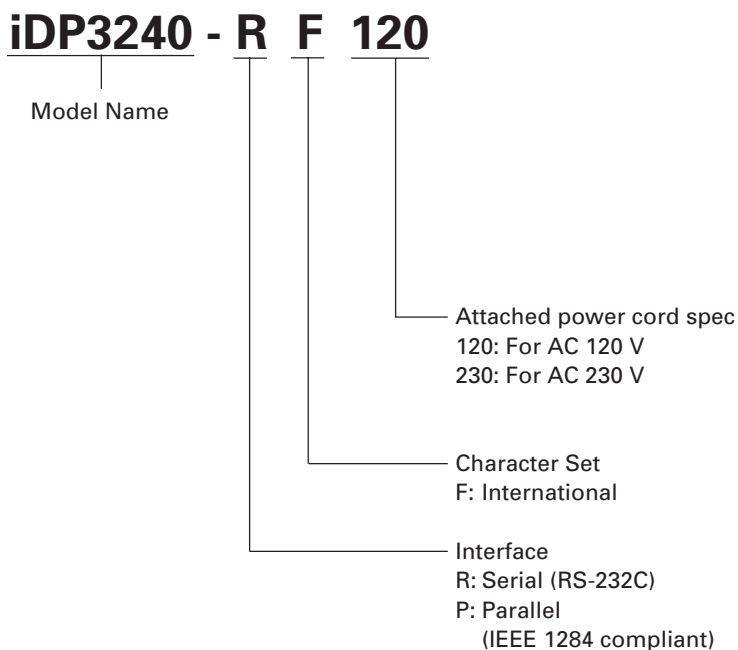 iDP3240 - R F 120
Model Name
Attached power cord spec
120: For AC 120 V
230: For AC 230 V
Character Set
F: International
Interface
R: Serial (RS-232C)
P: Parallel
(IEEE 1284 compliant)